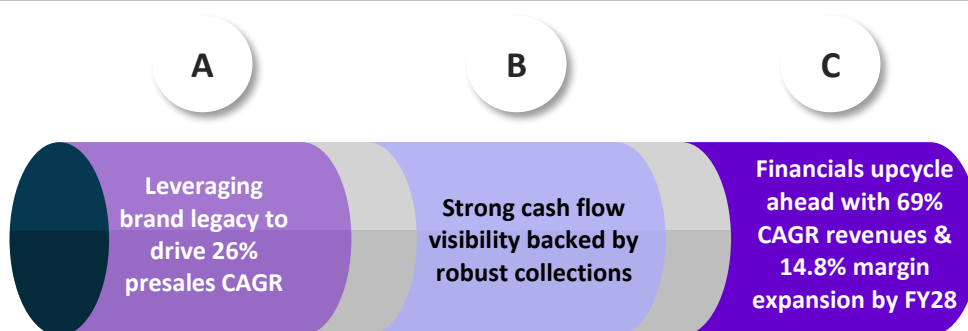 A
B
C
Leveraging
brand legacy to
drive 26%
presales CAGR
Strong cash flow
visibility backed by
robust collections
Financials upcycle
ahead with 69%
CAGR revenues &
14.8% margin
expansion by FY28